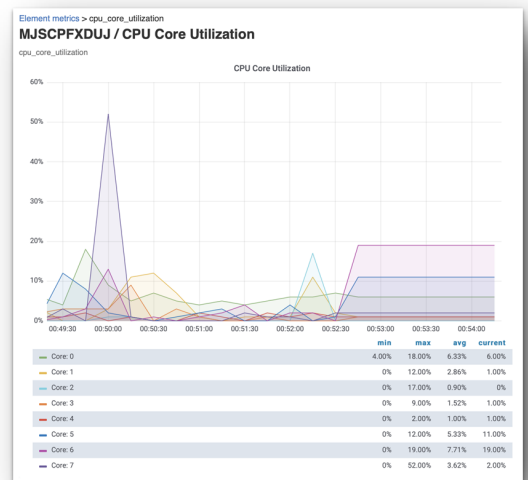 Element metrics > cpu_core_utilization
MJSCPFXDUJ / CPU Core Utilization
cpu_core_utilization
CPU Core Utilization
60%
50%
40%
30%
20%
10%
0%
00:49:30 00:50:00 00:50:30 00:51:00 00:51:30 00:52:00 00:52:30 00:53:00 00:53:30 00:54:00
min max avg current
Core: 0 4.00% 18.00% 6.33% 6.00%
Core: 1 0% 12.00% 2.86% 1.00%
Core: 2 0% 17.00% 0.90% 0%
Core: 3 0% 9.00% 1.52% 1.00%
Core: 4 0% 2.00% 1.00% 1.00%
Core: 5 0% 12.00% 5.33% 11.00%
Core: 6 0% 19.00% 7.71% 19.00%
Core: 7 0% 52.00% 3.62% 2.00%